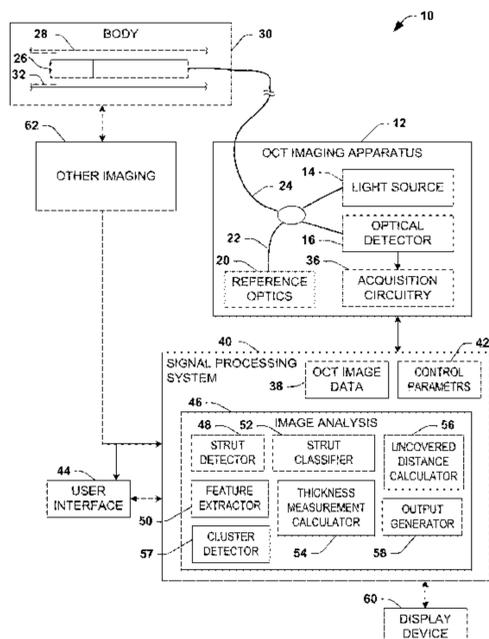 10
28
BODY
30
26
32
62
OTHER IMAGING
12
OCT IMAGING APPARATUS
14
LIGHT SOURCE
24
OPTICAL
DETECTOR
22
16
20
36
REFERENCE
OPTICS
ACQUISITION
CIRCUITRY
40
42
SIGNAL PROCESSING
SYSTEM
OCT IMAGE
DATA
38
CONTROL
PARAMETRS
46
IMAGE ANALYSIS
48
52
56
STRUT
DETECTOR
STRUT
CLASSIFIER
UNCOVERED
DISTANCE
CALCULATOR
44
USER
INTERFACE
FEATURE
EXTRACTOR
50
THICKNESS
MEASUREMENT
CALCULATOR
54
OUTPUT
GENERATOR
58
57
CLUSTER
DETECTOR
60
DISPLAY
DEVICE